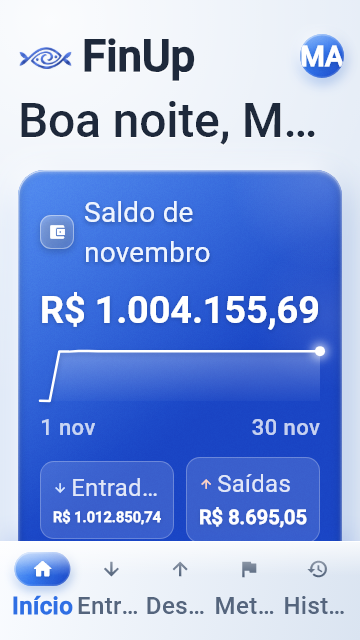 FinUp
MA
Boa noite, M...
Saldo de
novembro
R$ 1.004.155,69
1 nov
30 nov
Entrad...
Saídas
R$ 1.012.850,74
R$ 8.695,05
Início
Entr...
Des...
Met...
Hist...